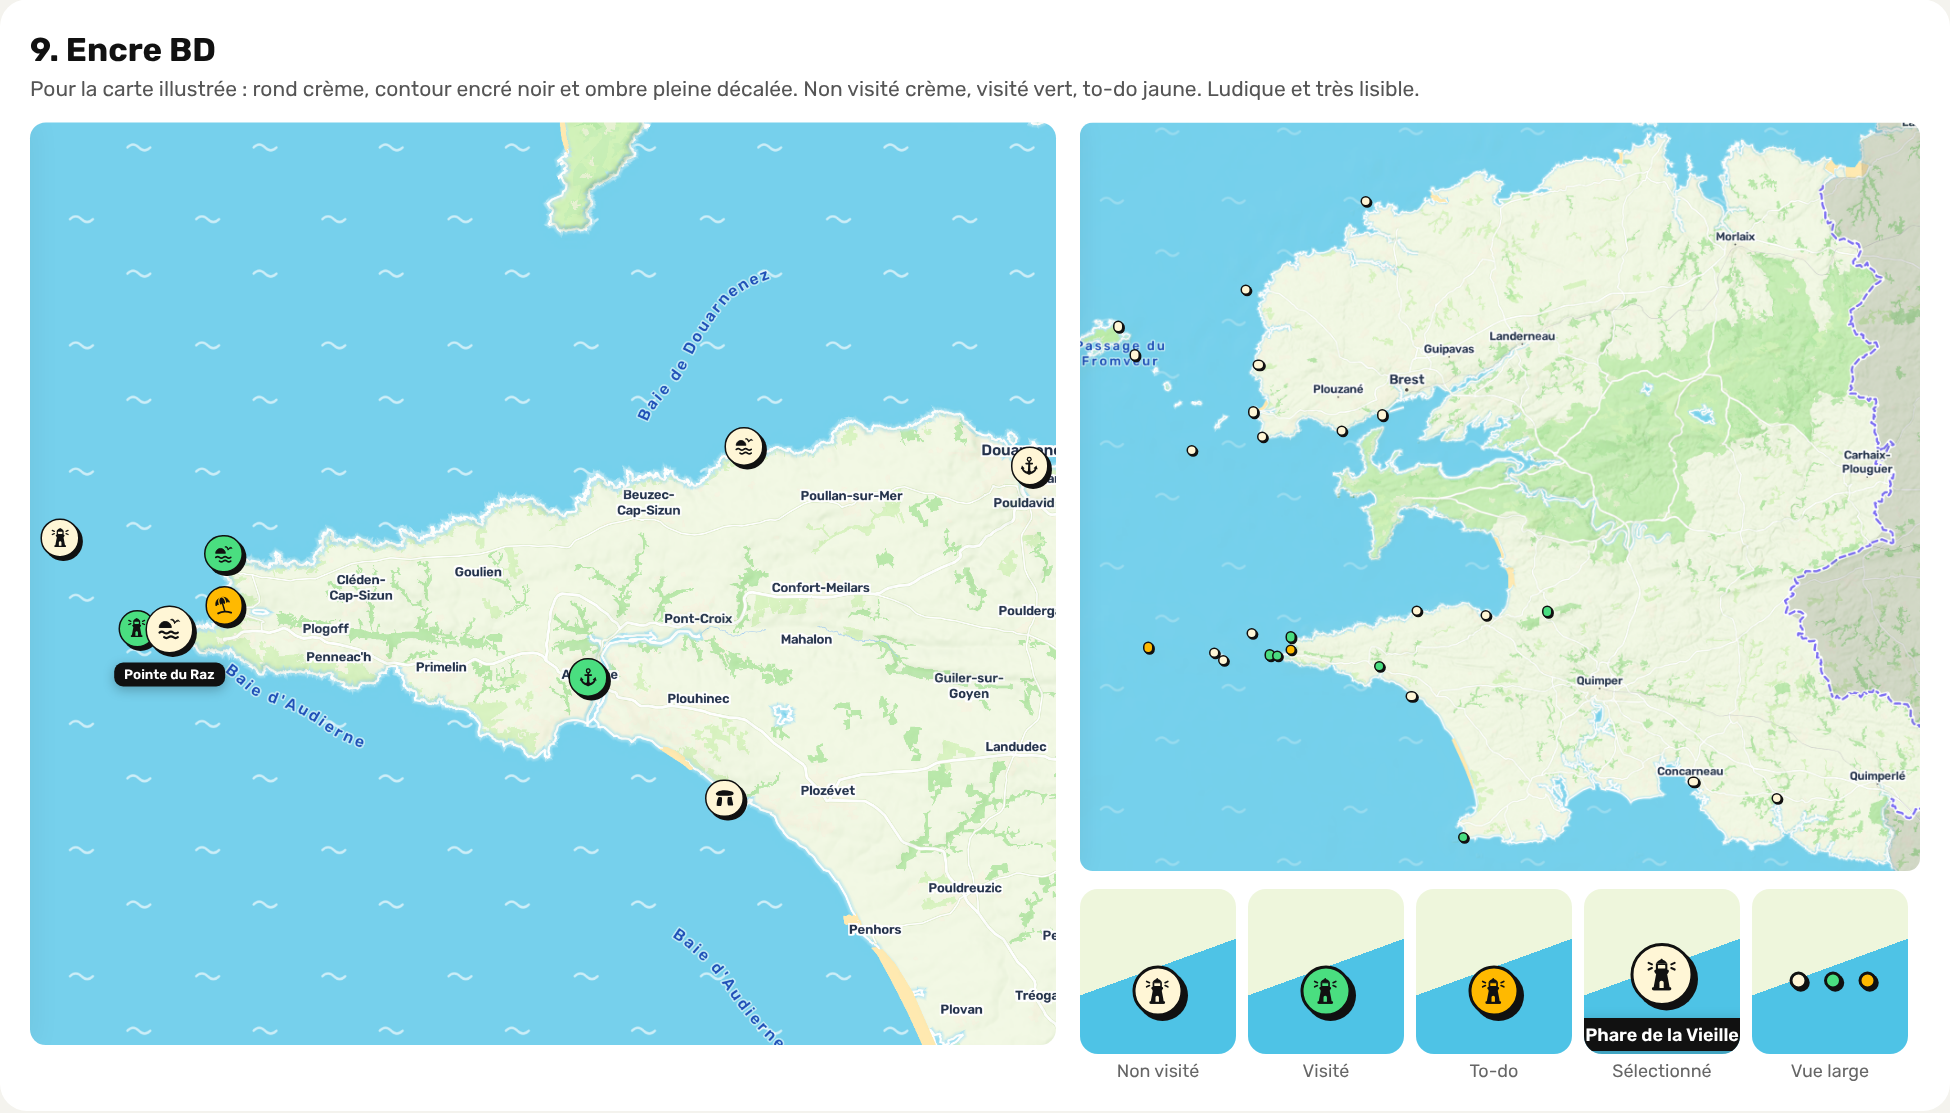 9. Encre BD
Pour la carte illustrée : rond crème, contour encré noir et ombre pleine décalée. Non visité crème, visité vert, to-do jaune. Ludique et très lisible.
Baie de Douarnenez
Beuzec-
Cap-Sizun
Poullan-sur-Mer
Pouldavid
Cléden-
Cap-Sizun
Goulien
Confort-Meilars
Plogoff
Pont-Croix
Mahalon
Penneac'h
Primelin
Pointe du Raz
Baie d'Audierne
Plouhinec
Guiler-sur-
Goyen
Landudec
Plozévet
Pouldreuzic
Penhors
Baie d'Audierne
Plovan
Morlaix
Passage du
Fromveur
Landerneau
Guipavas
Brest
Plouzané
Carhaix-
Plouguer
Quimper
Concarneau
Quimperlé
Phare de la Vieille
Non visité
Visité
To-do
Sélectionné
Vue large